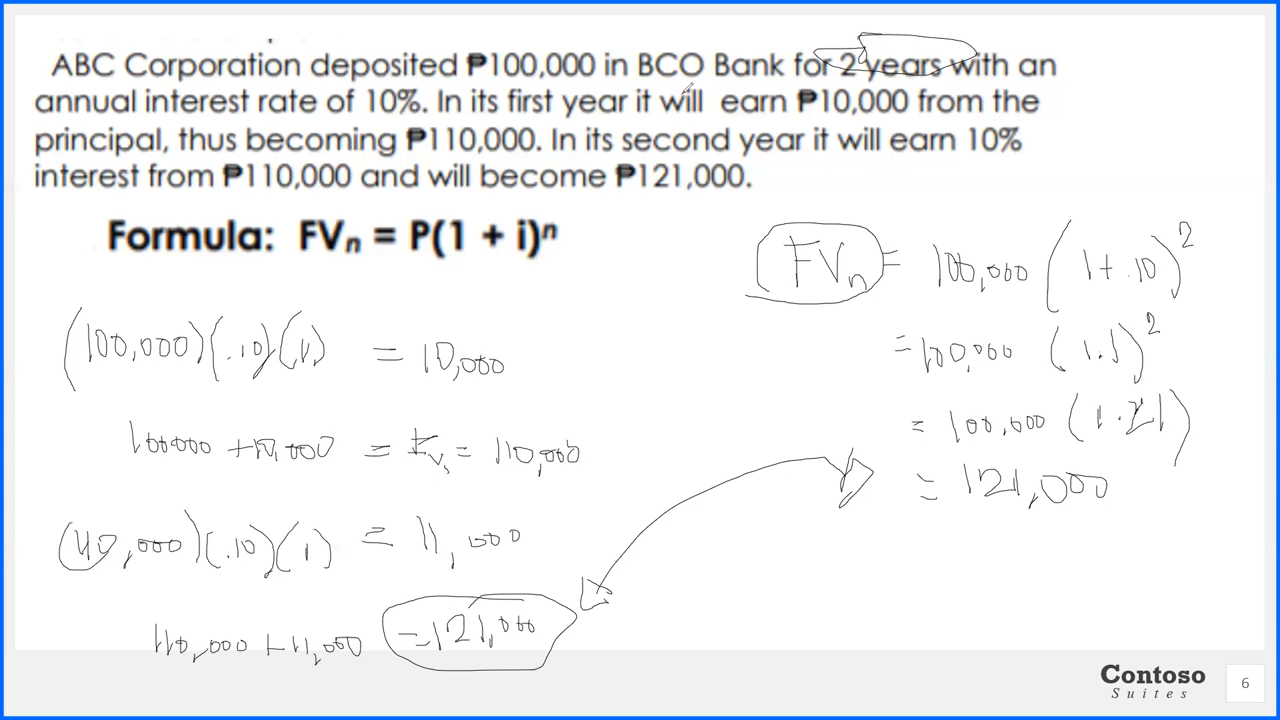 ABC Corporation deposited ₱100,000 in BCO Bank for 2 years with an
annual interest rate of 10%. In its first year it will earn ₱10,000 from the
principal, thus becoming ₱110,000. In its second year it will earn 10%
interest from ₱110,000 and will become ₱121,000.
Formula: FVn = P(1 + i)ⁿ
(100,000)(.10)(1) = 10,000
100000 + 10,000 = FV, = 110,000
(110,000)(.10)(1) = 11,000
110,000 + 11,000 = 121,000
FVn = 100,000 (1 + .10)²
= 100,000 (1.1)²
= 100,000 (1.21)
= 121,000
Contoso
Suites
6